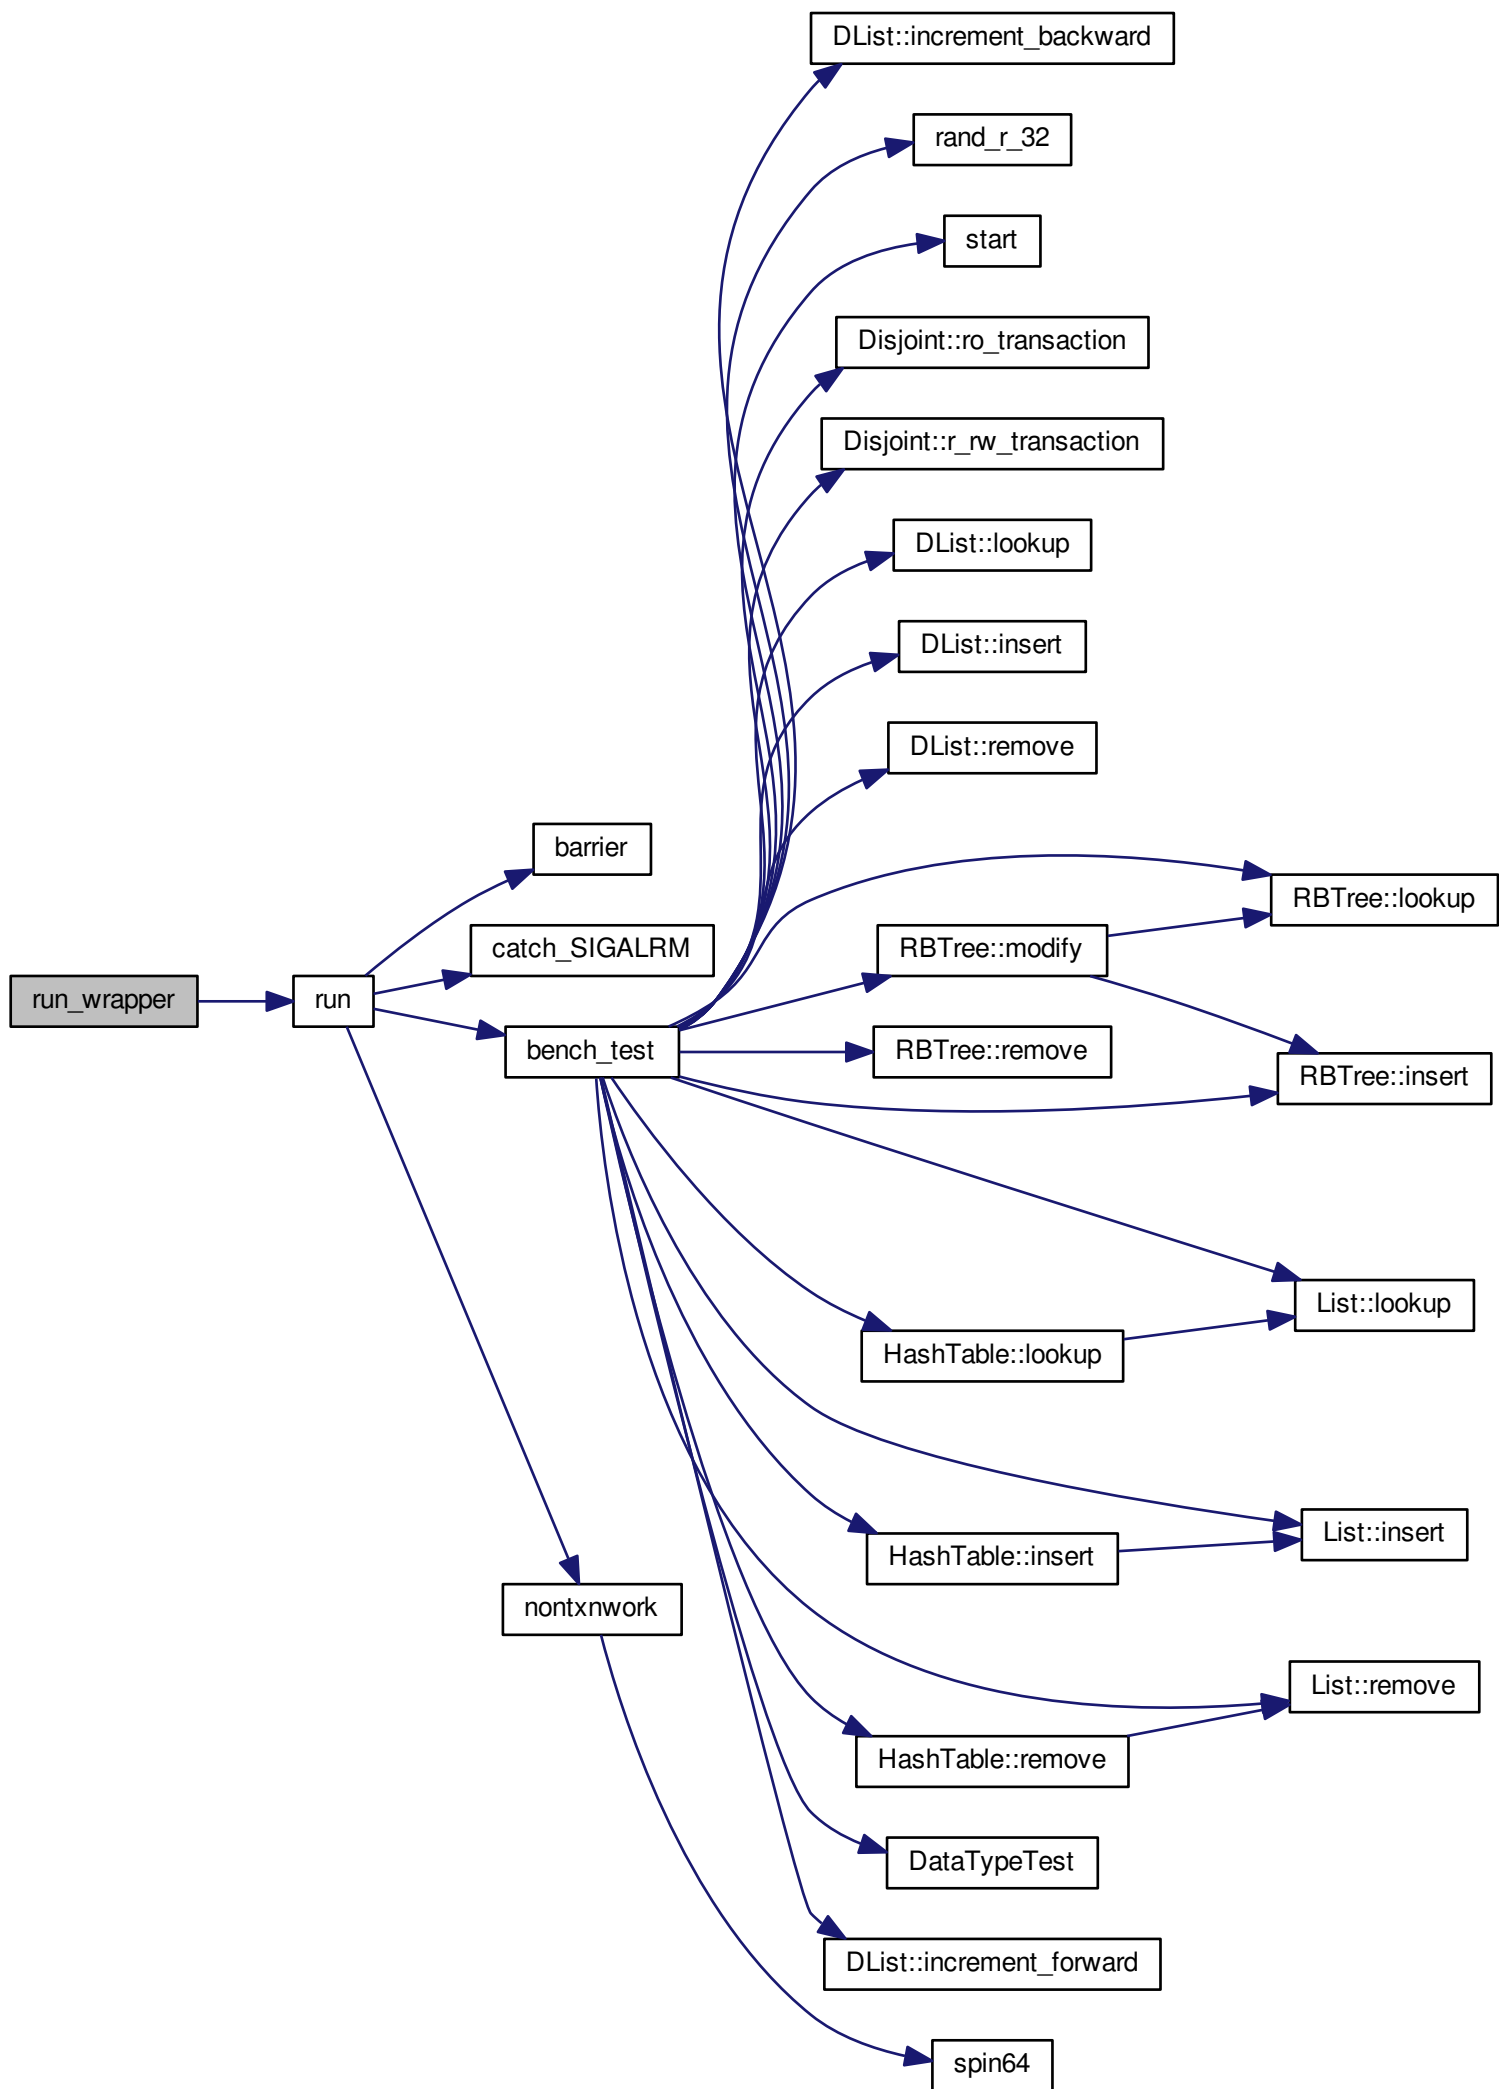 DList::increment_backward
rand_r_32
start
Disjoint::ro_transaction
Disjoint::r_rw_transaction
DList::lookup
DList::insert
DList::remove
barrier
RBTree::lookup
catch_SIGALRM
RBTree::modify
run_wrapper
run
bench_test
RBTree::remove
RBTree::insert
List::lookup
HashTable::lookup
List::insert
HashTable::insert
nontxnwork
List::remove
HashTable::remove
DataTypeTest
DList::increment_forward
spin64